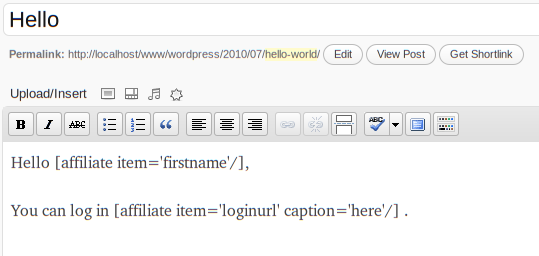 Hello
Permalink: http://localhost/www/wordpress/2010/07/hello-world/ Edit View Post Get Shortlink
Upload/Insert
B I ABC ABC
Hello [affiliate item='firstname'/],
You can log in [affiliate item='loginurl' caption='here'/] .